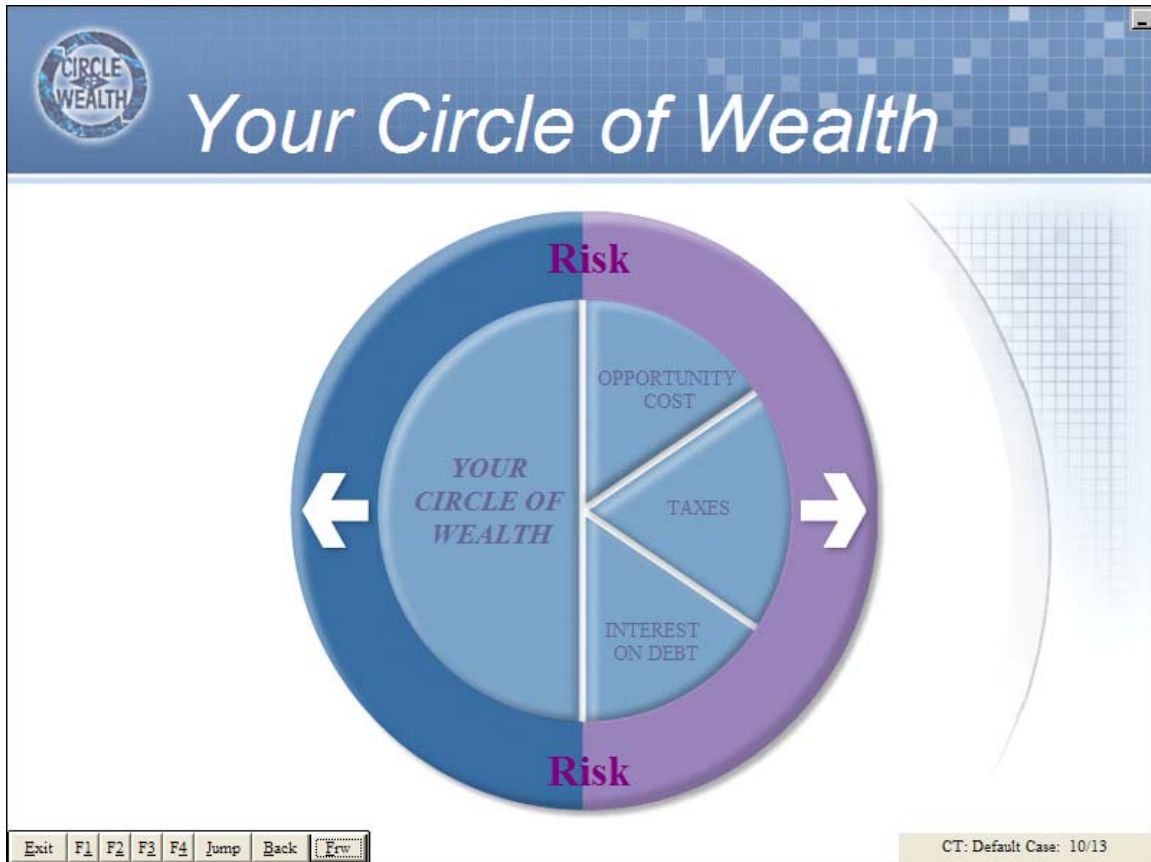 CIRCLE
OF
WEALTH
Your Circle of Wealth
Risk
OPPORTUNITY
COST
YOUR
CIRCLE OF
WEALTH
TAXES
INTEREST
ON DEBT
Risk
Exit F1 F2 F3 F4 Jump Back Frw
CT: Default Case: 10/13